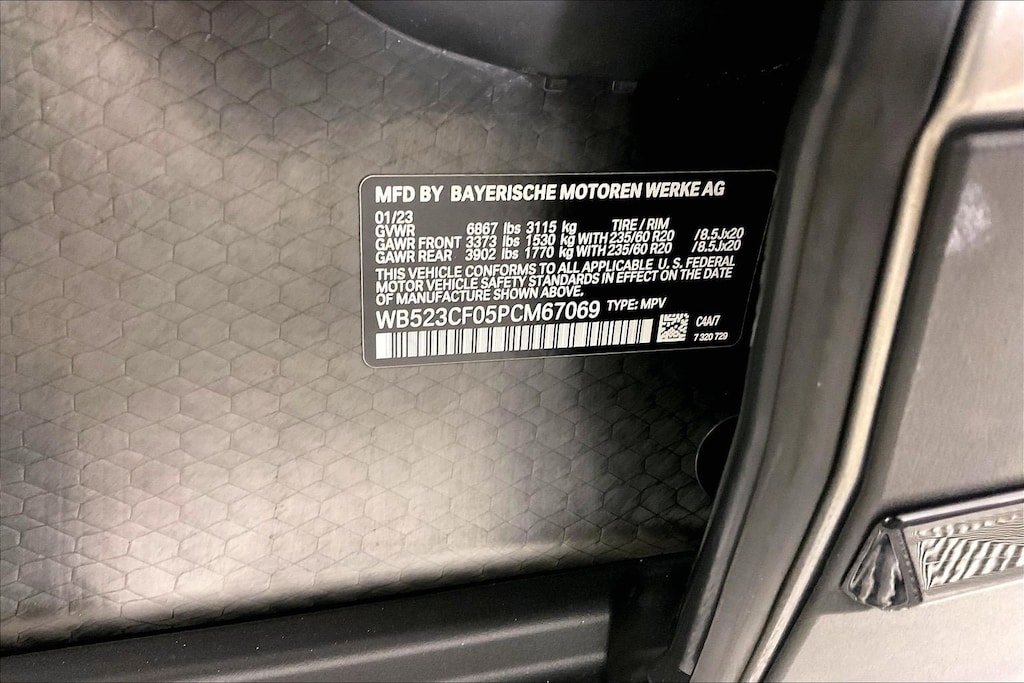 MFD BY BAYERISCHE MOTOREN WERKE AG
01/23
GVWR 6867 lbs 3115 kg TIRE / RIM
GAWR FRONT 3373 lbs 1530 kg WITH 235/60 R20 /8.5Jx20
GAWR REAR 3902 lbs 1770 kg WITH 235/60 R20 /8.5Jx20
THIS VEHICLE CONFORMS TO ALL APPLICABLE U.S. FEDERAL
MOTOR VEHICLE SAFETY STANDARDS IN EFFECT ON THE DATE
OF MANUFACTURE SHOWN ABOVE.
WB523CF05PCM67069 TYPE: MPV
C4A/7
7 320 729